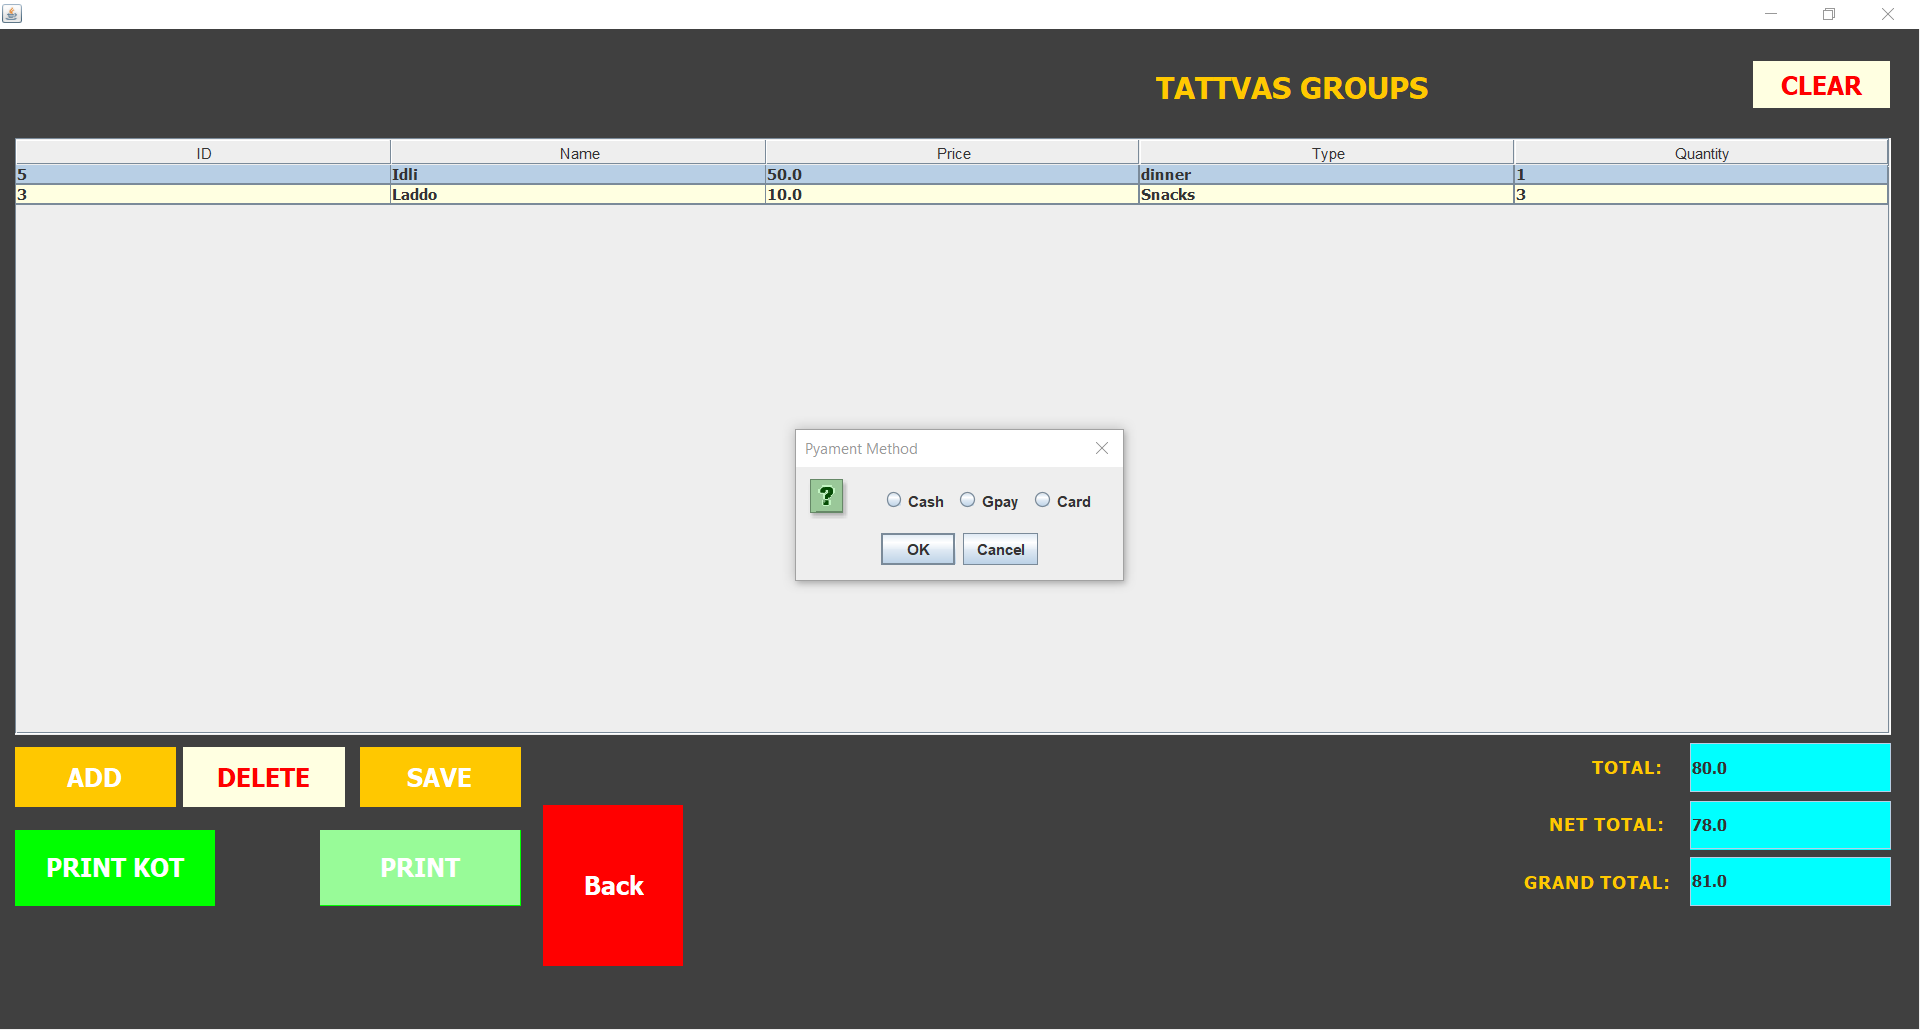 TATTVAS GROUPS
CLEAR
ID Name Price Type Quantity
5 Idli 50.0 dinner 1
3 Laddo 10.0 Snacks 3
Pyament Method
?
Cash Gpay Card
OK Cancel
ADD DELETE SAVE
PRINT KOT PRINT Back
TOTAL: 80.0
NET TOTAL: 78.0
GRAND TOTAL: 81.0